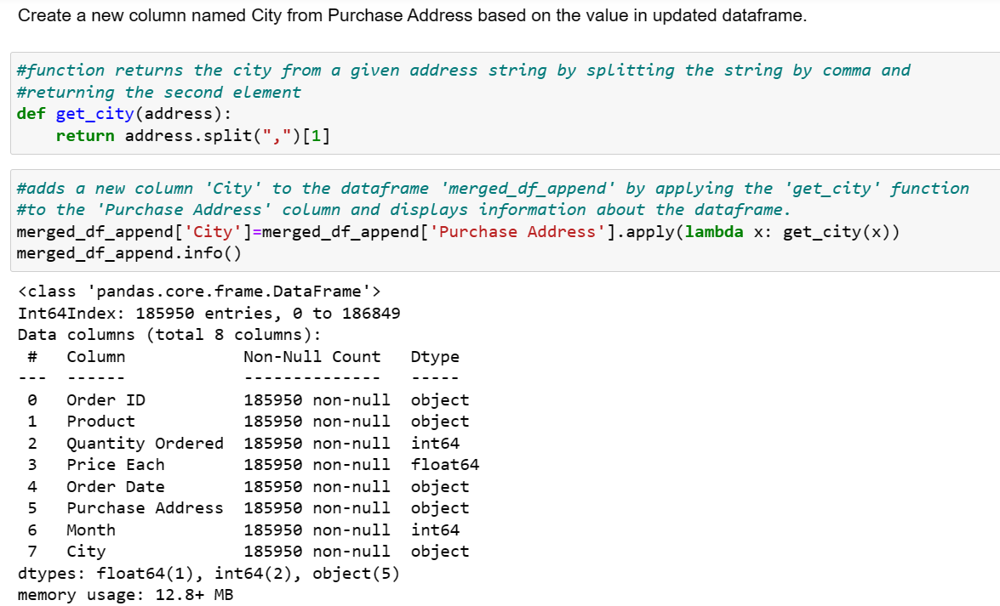 Create a new column named City from Purchase Address based on the value in updated dataframe.
#function returns the city from a given address string by splitting the string by comma and
#returning the second element
def get_city(address):
    return address.split(",")[1]
#adds a new column 'City' to the dataframe 'merged_df_append' by applying the 'get_city' function
#to the 'Purchase Address' column and displays information about the dataframe.
merged_df_append['City']=merged_df_append['Purchase Address'].apply(lambda x: get_city(x))
merged_df_append.info()
<class 'pandas.core.frame.DataFrame'>
Int64Index: 185950 entries, 0 to 186849
Data columns (total 8 columns):
 #   Column            Non-Null Count   Dtype
---  ------            --------------   -----
 0   Order ID          185950 non-null  object
 1   Product           185950 non-null  object
 2   Quantity Ordered  185950 non-null  int64
 3   Price Each        185950 non-null  float64
 4   Order Date        185950 non-null  object
 5   Purchase Address  185950 non-null  object
 6   Month             185950 non-null  int64
 7   City              185950 non-null  object
dtypes: float64(1), int64(2), object(5)
memory usage: 12.8+ MB